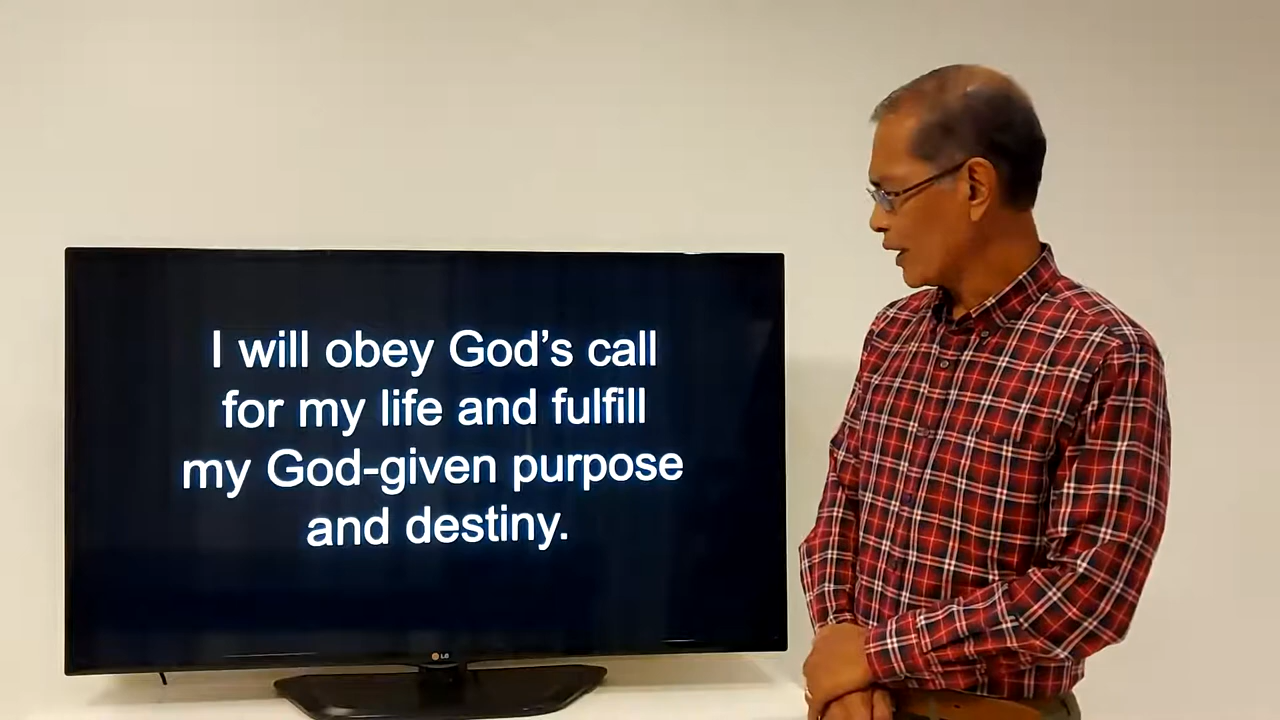 I will obey God’s call
for my life and fulfill
my God-given purpose
and destiny.
LG